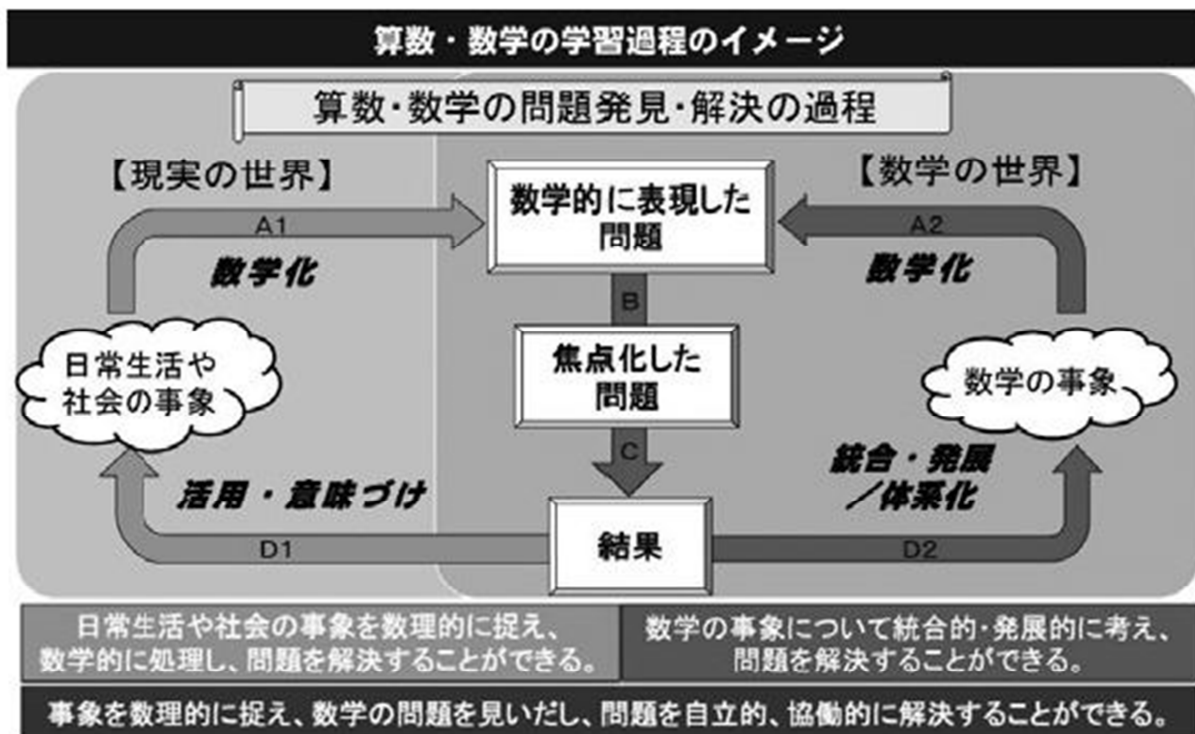 算数・数学の学習過程のイメージ
算数・数学の問題発見・解決の過程
【現実の世界】
【数学の世界】
数学的に表現した
問題
A1
数学化
A2
数学化
B
日常生活や
社会の事象
焦点化した
問題
数学の事象
C
活用・意味づけ
統合・発展
／体系化
結果
D1
D2
日常生活や社会の事象を数理的に捉え、
数学的に処理し、問題を解決することができる。
数学の事象について統合的・発展的に考え、
問題を解決することができる。
事象を数理的に捉え、数学の問題を見いだし、問題を自立的、協働的に解決することができる。